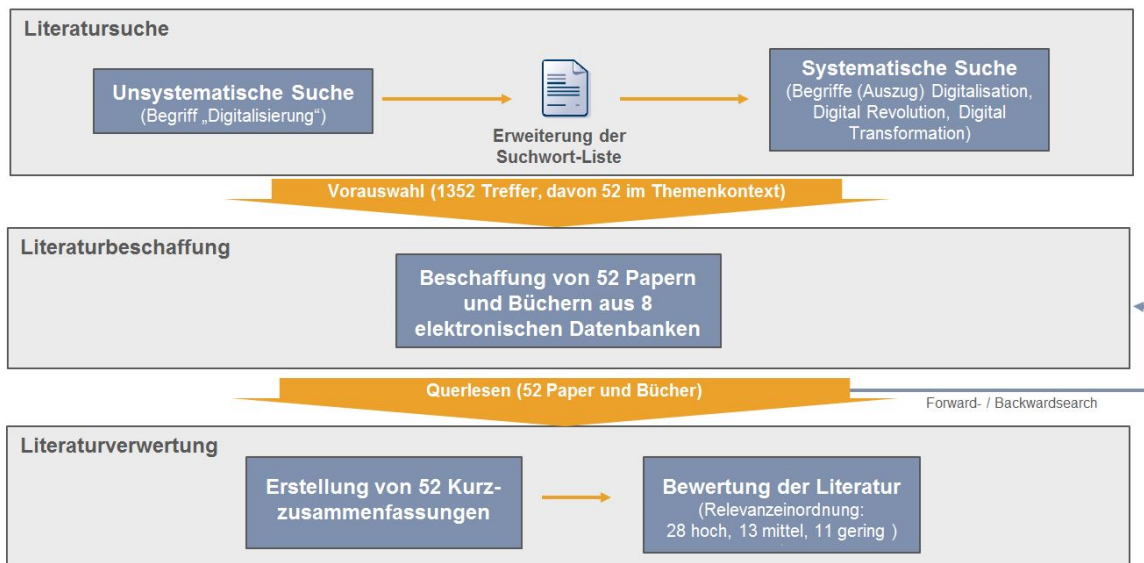 Literatursuche
Unsystematische Suche
(Begriff „Digitalisierung“)
Erweiterung der
Suchwort-Liste
Systematische Suche
(Begriffe (Auszug) Digitalisation,
Digital Revolution, Digital
Transformation)
Vorauswahl (1352 Treffer, davon 52 im Themenkontext)
Literaturbeschaffung
Beschaffung von 52 Papern
und Büchern aus 8
elektronischen Datenbanken
Querlesen (52 Paper und Bücher)
Forward- / Backwardsearch
Literaturverwertung
Erstellung von 52 Kurz-
zusammenfassungen
Bewertung der Literatur
(Relevanzeinordnung:
28 hoch, 13 mittel, 11 gering )